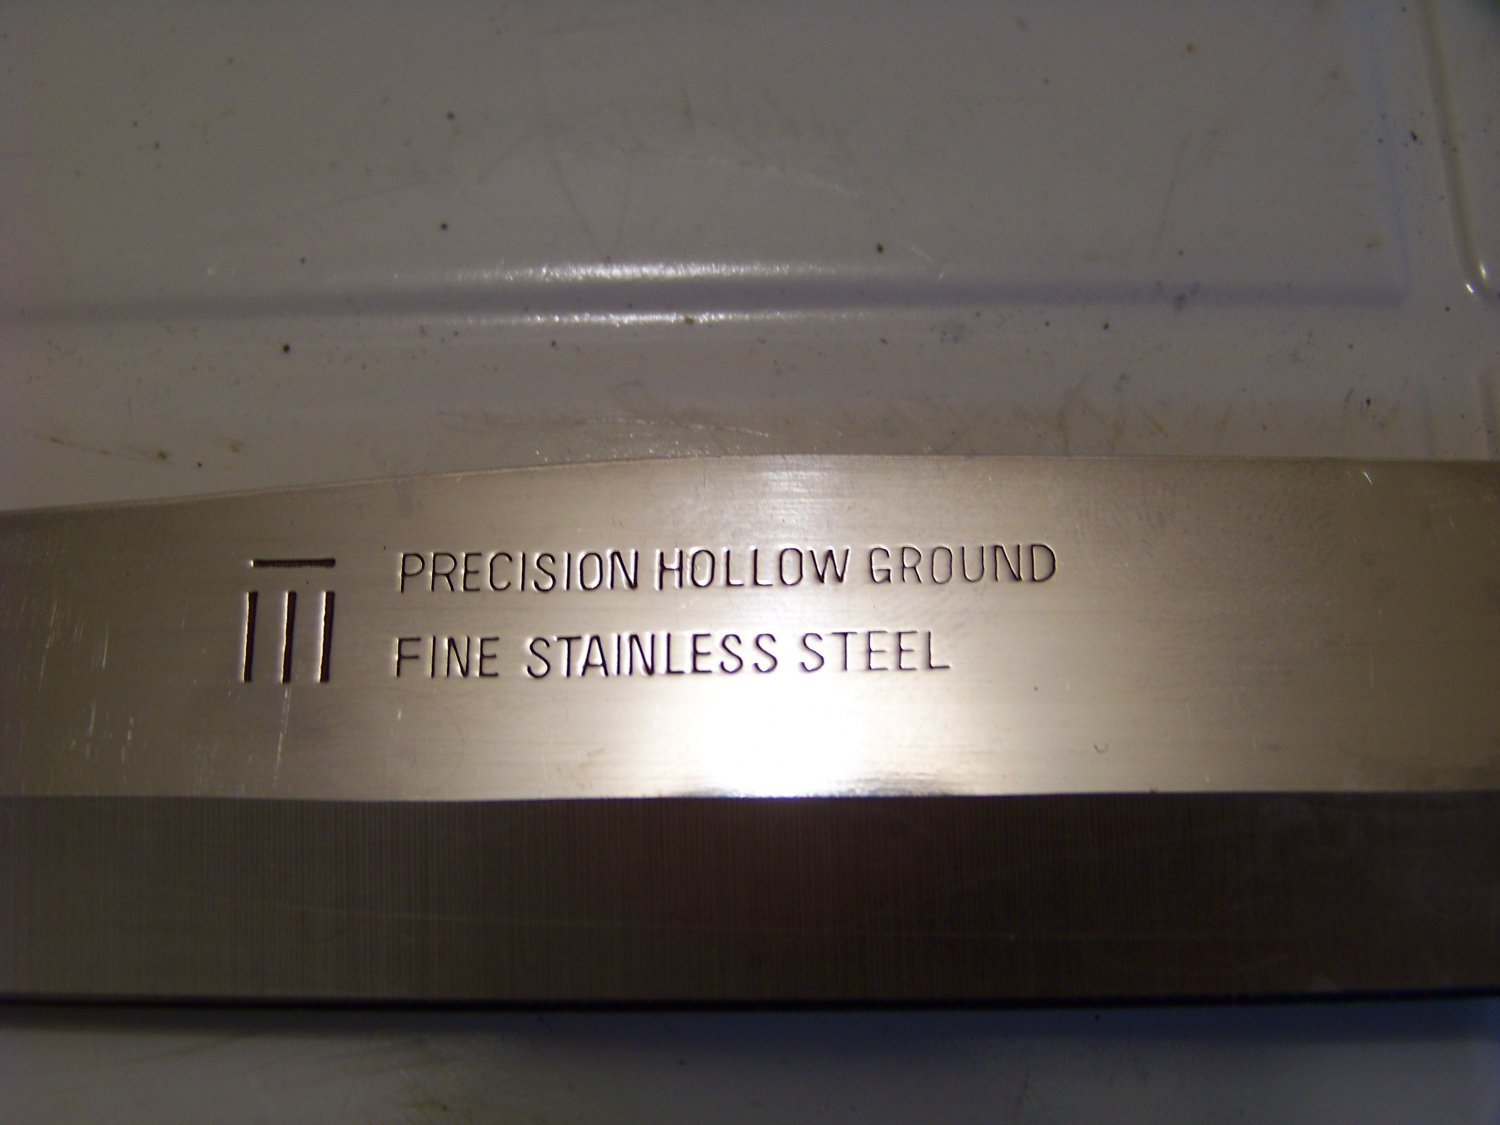 PRECISION HOLLOW GROUND
FINE STAINLESS STEEL